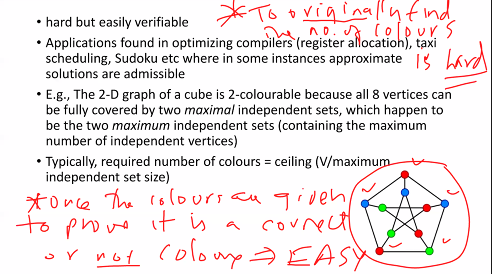 * To originally find
the no. of colours
is hard
• hard but easily verifiable
• Applications found in optimizing compilers (register allocation), taxi
scheduling, Sudoku etc where in some instances approximate
solutions are admissible
• E.g., The 2-D graph of a cube is 2-colourable because all 8 vertices can
be fully covered by two maximal independent sets, which happen to
be the two maximum independent sets (containing the maximum
number of independent vertices)
• Typically, required number of colours = ceiling (V/maximum
independent set size)
* Once the colours are given
to prove it is a correct
or not colour ⇒ EASY